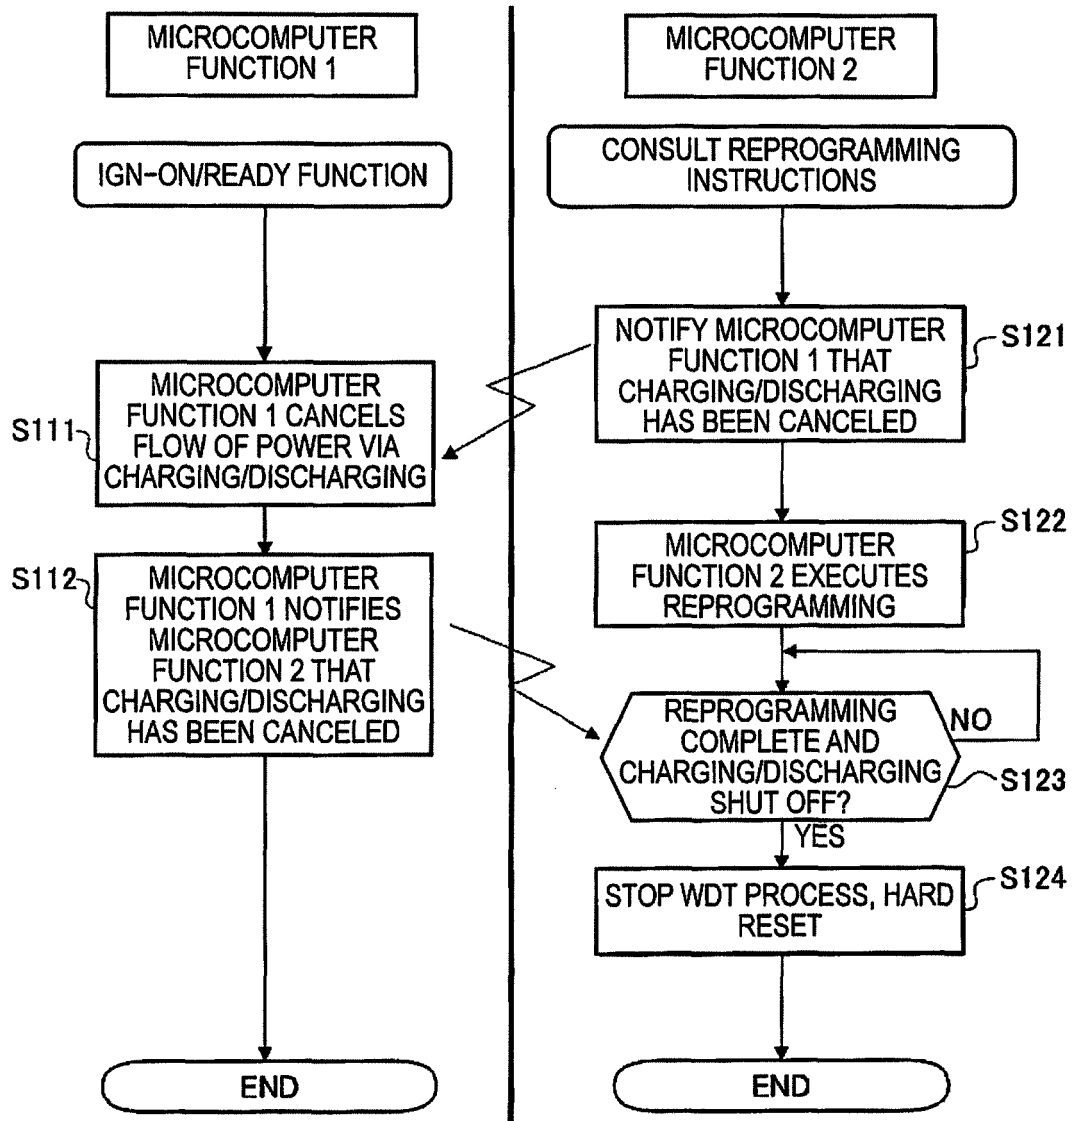 MICROCOMPUTER
FUNCTION 1
IGN-ON/READY FUNCTION
S111
MICROCOMPUTER
FUNCTION 1 CANCELS
FLOW OF POWER VIA
CHARGING/DISCHARGING
S112
MICROCOMPUTER
FUNCTION 1 NOTIFIES
MICROCOMPUTER
FUNCTION 2 THAT
CHARGING/DISCHARGING
HAS BEEN CANCELED
END
MICROCOMPUTER
FUNCTION 2
CONSULT REPROGRAMMING
INSTRUCTIONS
NOTIFY MICROCOMPUTER
FUNCTION 1 THAT
CHARGING/DISCHARGING
HAS BEEN CANCELED
S121
MICROCOMPUTER
FUNCTION 2 EXECUTES
REPROGRAMMING
S122
REPROGRAMMING
COMPLETE AND
CHARGING/DISCHARGING
SHUT OFF?
NO
S123
YES
STOP WDT PROCESS, HARD
RESET
S124
END